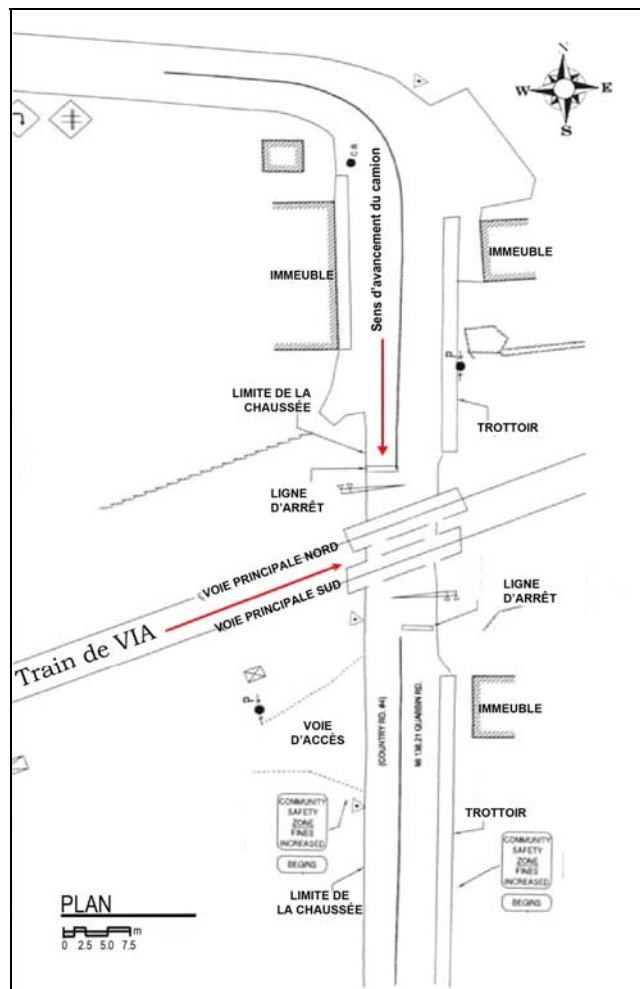 N
W
E
S
C.B.
Sens d'avancement du camion
IMMEUBLE
IMMEUBLE
P
LIMITE DE LA
CHAUSSÉE
TROTTOIR
LIGNE
D'ARRÊT
VOIE PRINCIPALE NORD
LIGNE
D'ARRÊT
Train de VIA
VOIE PRINCIPALE SUD
P
IMMEUBLE
VOIE
D'ACCÈS
(COUNTRY RD. #4)
MI 138.21 QUABBIN RD.
COMMUNITY
SAFETY
ZONE
FINES
INCREASED
BEGINS
TROTTOIR
COMMUNITY
SAFETY
ZONE
FINES
INCREASED
BEGINS
LIMITE DE
LA CHAUSSÉE
PLAN
m
0 2.5 5.0 7.5